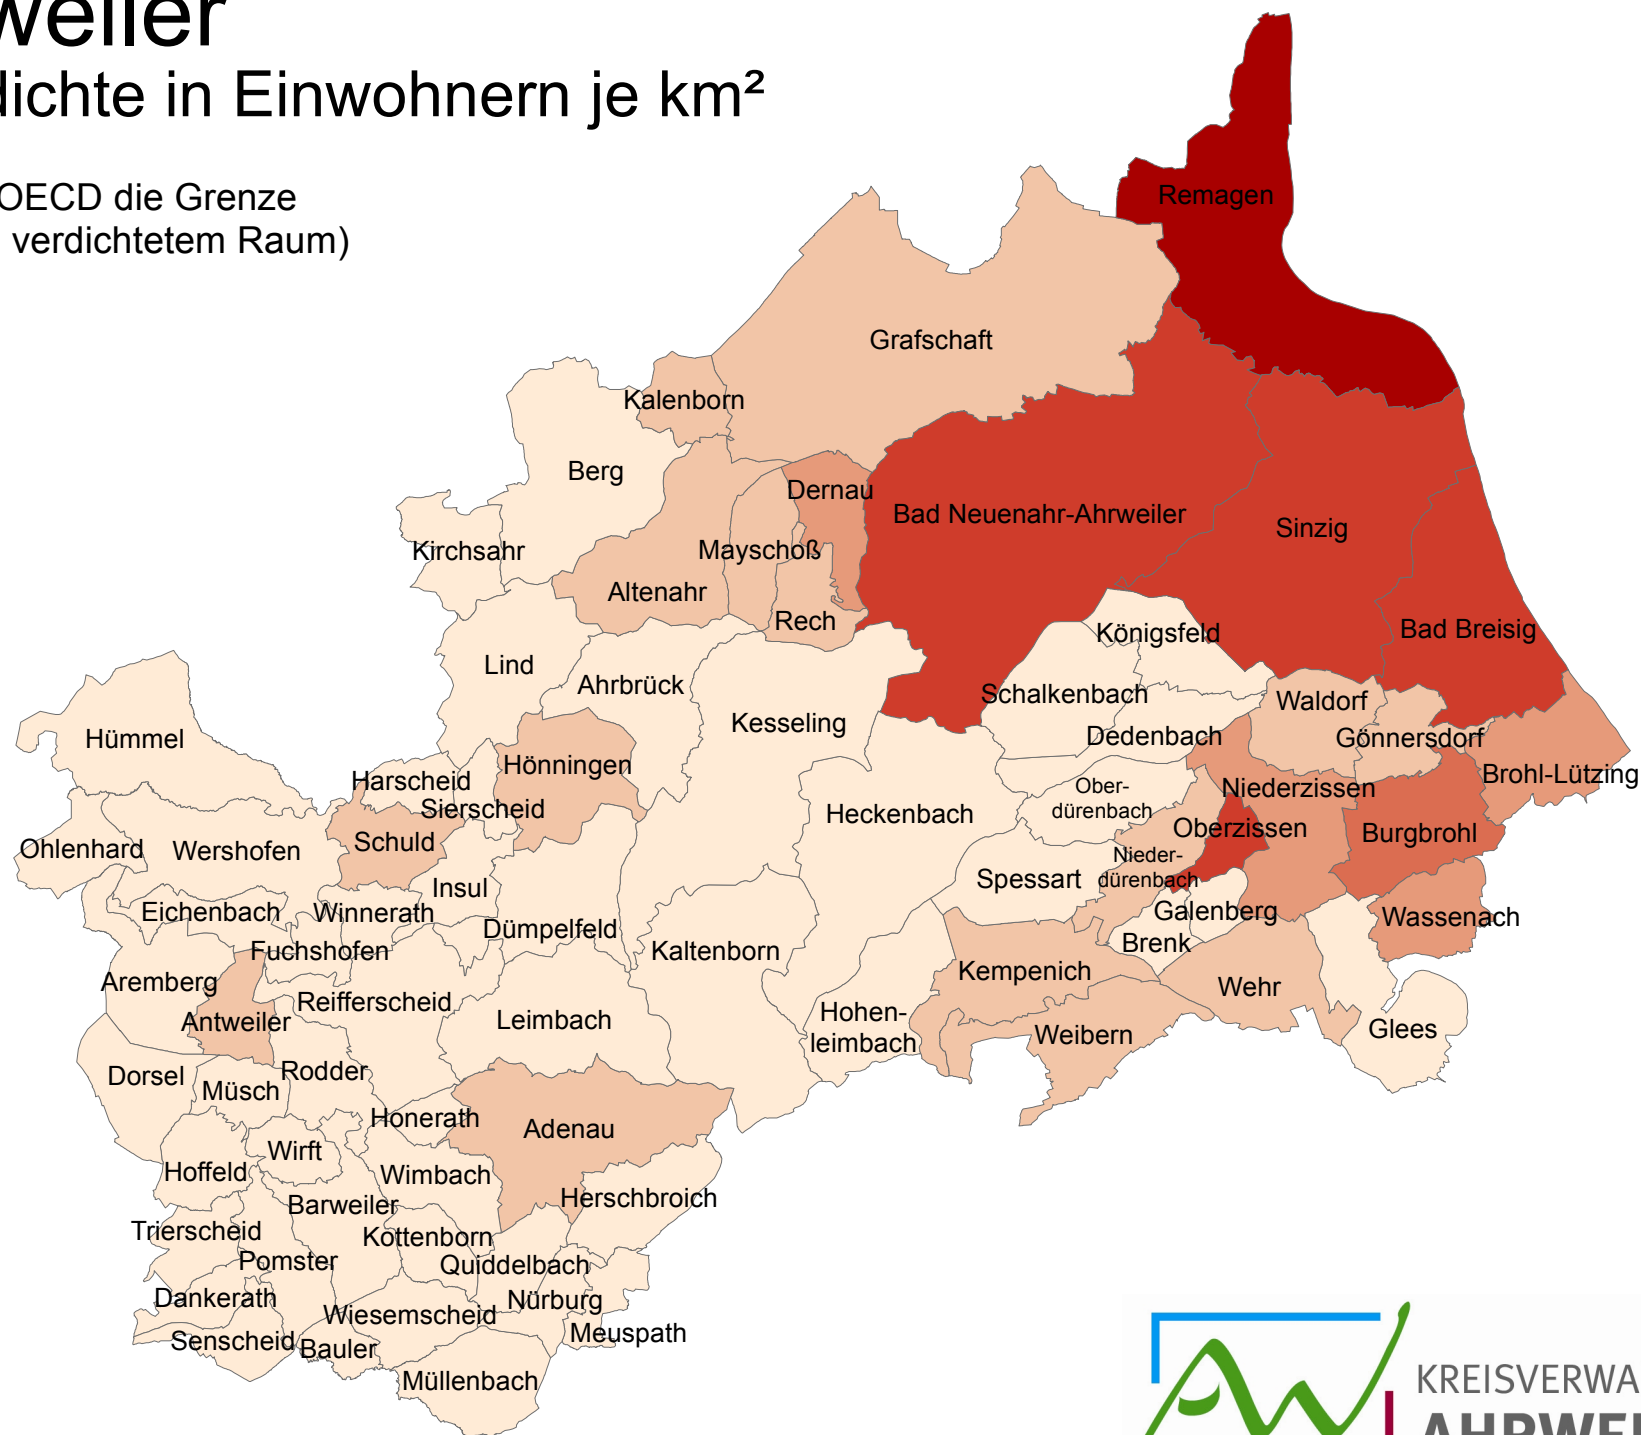 weiler
dichte in Einwohnern je km²
OECD die Grenze
verdichtetem Raum)
Remagen
Grafschaft
Kalenborn
Berg
Dernau
Bad Neuenahr-Ahrweiler
Sinzig
Kirchsahr
Mayschoß
Altenahr
Rech
Bad Breisig
Königsfeld
Lind
Ahrbrück
Schalkenbach
Waldorf
Kesseling
Hümmel
Dedenbach
Gönnersdorf
Hönningen
Brohl-Lützing
Harscheid
Ober-
dürenbach
Niederzissen
Sierscheid
Heckenbach
Oberzissen
Burgbrohl
Schuld
Ohlenhard
Wershofen
Nieder-
dürenbach
Spessart
Insul
Eichenbach
Winnerath
Galenberg
Wassenach
Dümpelfeld
Brenk
Fuchshofen
Kaltenborn
Kempenich
Aremberg
Wehr
Reifferscheid
Hohen-
leimbach
Antweiler
Leimbach
Weibern
Glees
Dorsel
Rodder
Müsch
Honerath
Adenau
Wirft
Hoffeld
Wimbach
Herschbroich
Barweiler
Trierscheid
Kottenborn
Pomster
Quiddelbach
Dankerath
Nürburg
Wiesemscheid
Meuspath
Senscheid
Bauler
Müllenbach
KREISVERWA
AHRWEI